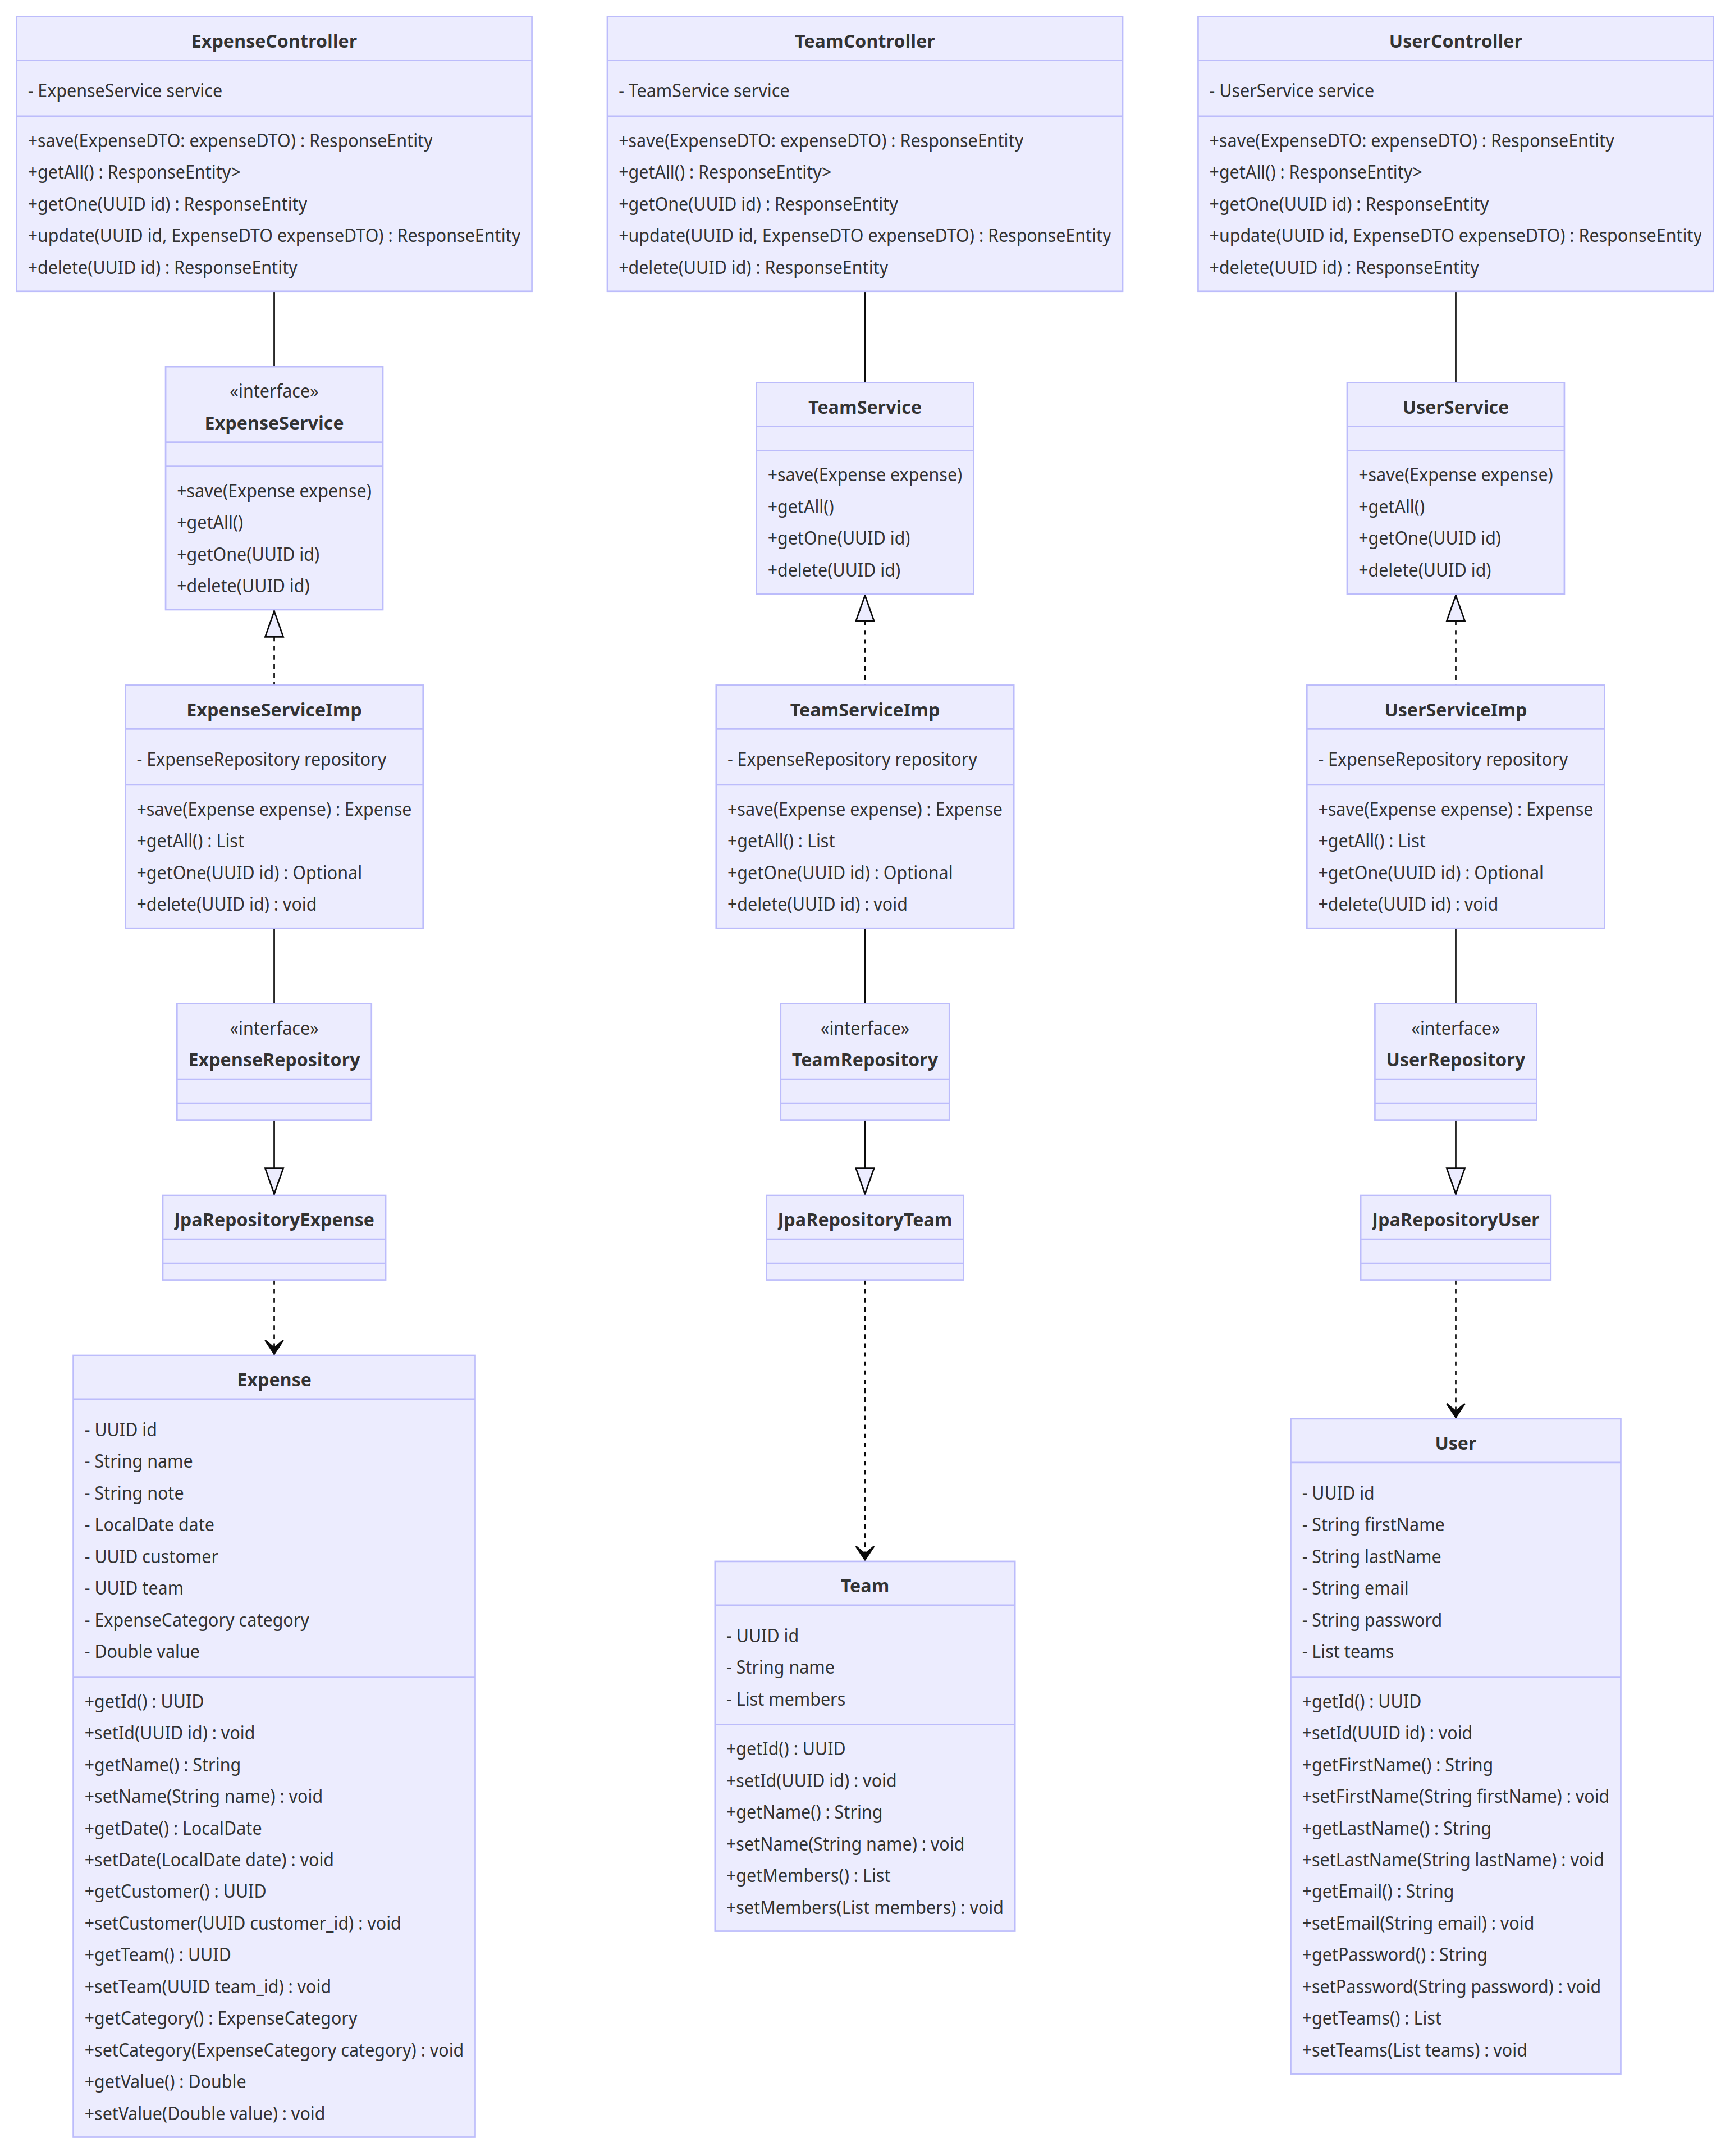 ExpenseController
- ExpenseService service
+save(ExpenseDTO: expenseDTO) : ResponseEntity
+getAll() : ResponseEntity>
+getOne(UUID id) : ResponseEntity
+update(UUID id, ExpenseDTO expenseDTO) : ResponseEntity
+delete(UUID id) : ResponseEntity
«interface»
ExpenseService
+save(Expense expense)
+getAll()
+getOne(UUID id)
+delete(UUID id)
ExpenseServiceImp
- ExpenseRepository repository
+save(Expense expense) : Expense
+getAll() : List
+getOne(UUID id) : Optional
+delete(UUID id) : void
«interface»
ExpenseRepository
JpaRepositoryExpense
Expense
- UUID id
- String name
- String note
- LocalDate date
- UUID customer
- UUID team
- ExpenseCategory category
- Double value
+getId() : UUID
+setId(UUID id) : void
+getName() : String
+setName(String name) : void
+getDate() : LocalDate
+setDate(LocalDate date) : void
+getCustomer() : UUID
+setCustomer(UUID customer_id) : void
+getTeam() : UUID
+setTeam(UUID team_id) : void
+getCategory() : ExpenseCategory
+setCategory(ExpenseCategory category) : void
+getValue() : Double
+setValue(Double value) : void
TeamController
- TeamService service
+save(ExpenseDTO: expenseDTO) : ResponseEntity
+getAll() : ResponseEntity>
+getOne(UUID id) : ResponseEntity
+update(UUID id, ExpenseDTO expenseDTO) : ResponseEntity
+delete(UUID id) : ResponseEntity
TeamService
+save(Expense expense)
+getAll()
+getOne(UUID id)
+delete(UUID id)
TeamServiceImp
- ExpenseRepository repository
+save(Expense expense) : Expense
+getAll() : List
+getOne(UUID id) : Optional
+delete(UUID id) : void
«interface»
TeamRepository
JpaRepositoryTeam
Team
- UUID id
- String name
- List members
+getId() : UUID
+setId(UUID id) : void
+getName() : String
+setName(String name) : void
+getMembers() : List
+setMembers(List members) : void
UserController
- UserService service
+save(ExpenseDTO: expenseDTO) : ResponseEntity
+getAll() : ResponseEntity>
+getOne(UUID id) : ResponseEntity
+update(UUID id, ExpenseDTO expenseDTO) : ResponseEntity
+delete(UUID id) : ResponseEntity
UserService
+save(Expense expense)
+getAll()
+getOne(UUID id)
+delete(UUID id)
UserServiceImp
- ExpenseRepository repository
+save(Expense expense) : Expense
+getAll() : List
+getOne(UUID id) : Optional
+delete(UUID id) : void
«interface»
UserRepository
JpaRepositoryUser
User
- UUID id
- String firstName
- String lastName
- String email
- String password
- List teams
+getId() : UUID
+setId(UUID id) : void
+getFirstName() : String
+setFirstName(String firstName) : void
+getLastName() : String
+setLastName(String lastName) : void
+getEmail() : String
+setEmail(String email) : void
+getPassword() : String
+setPassword(String password) : void
+getTeams() : List
+setTeams(List teams) : void